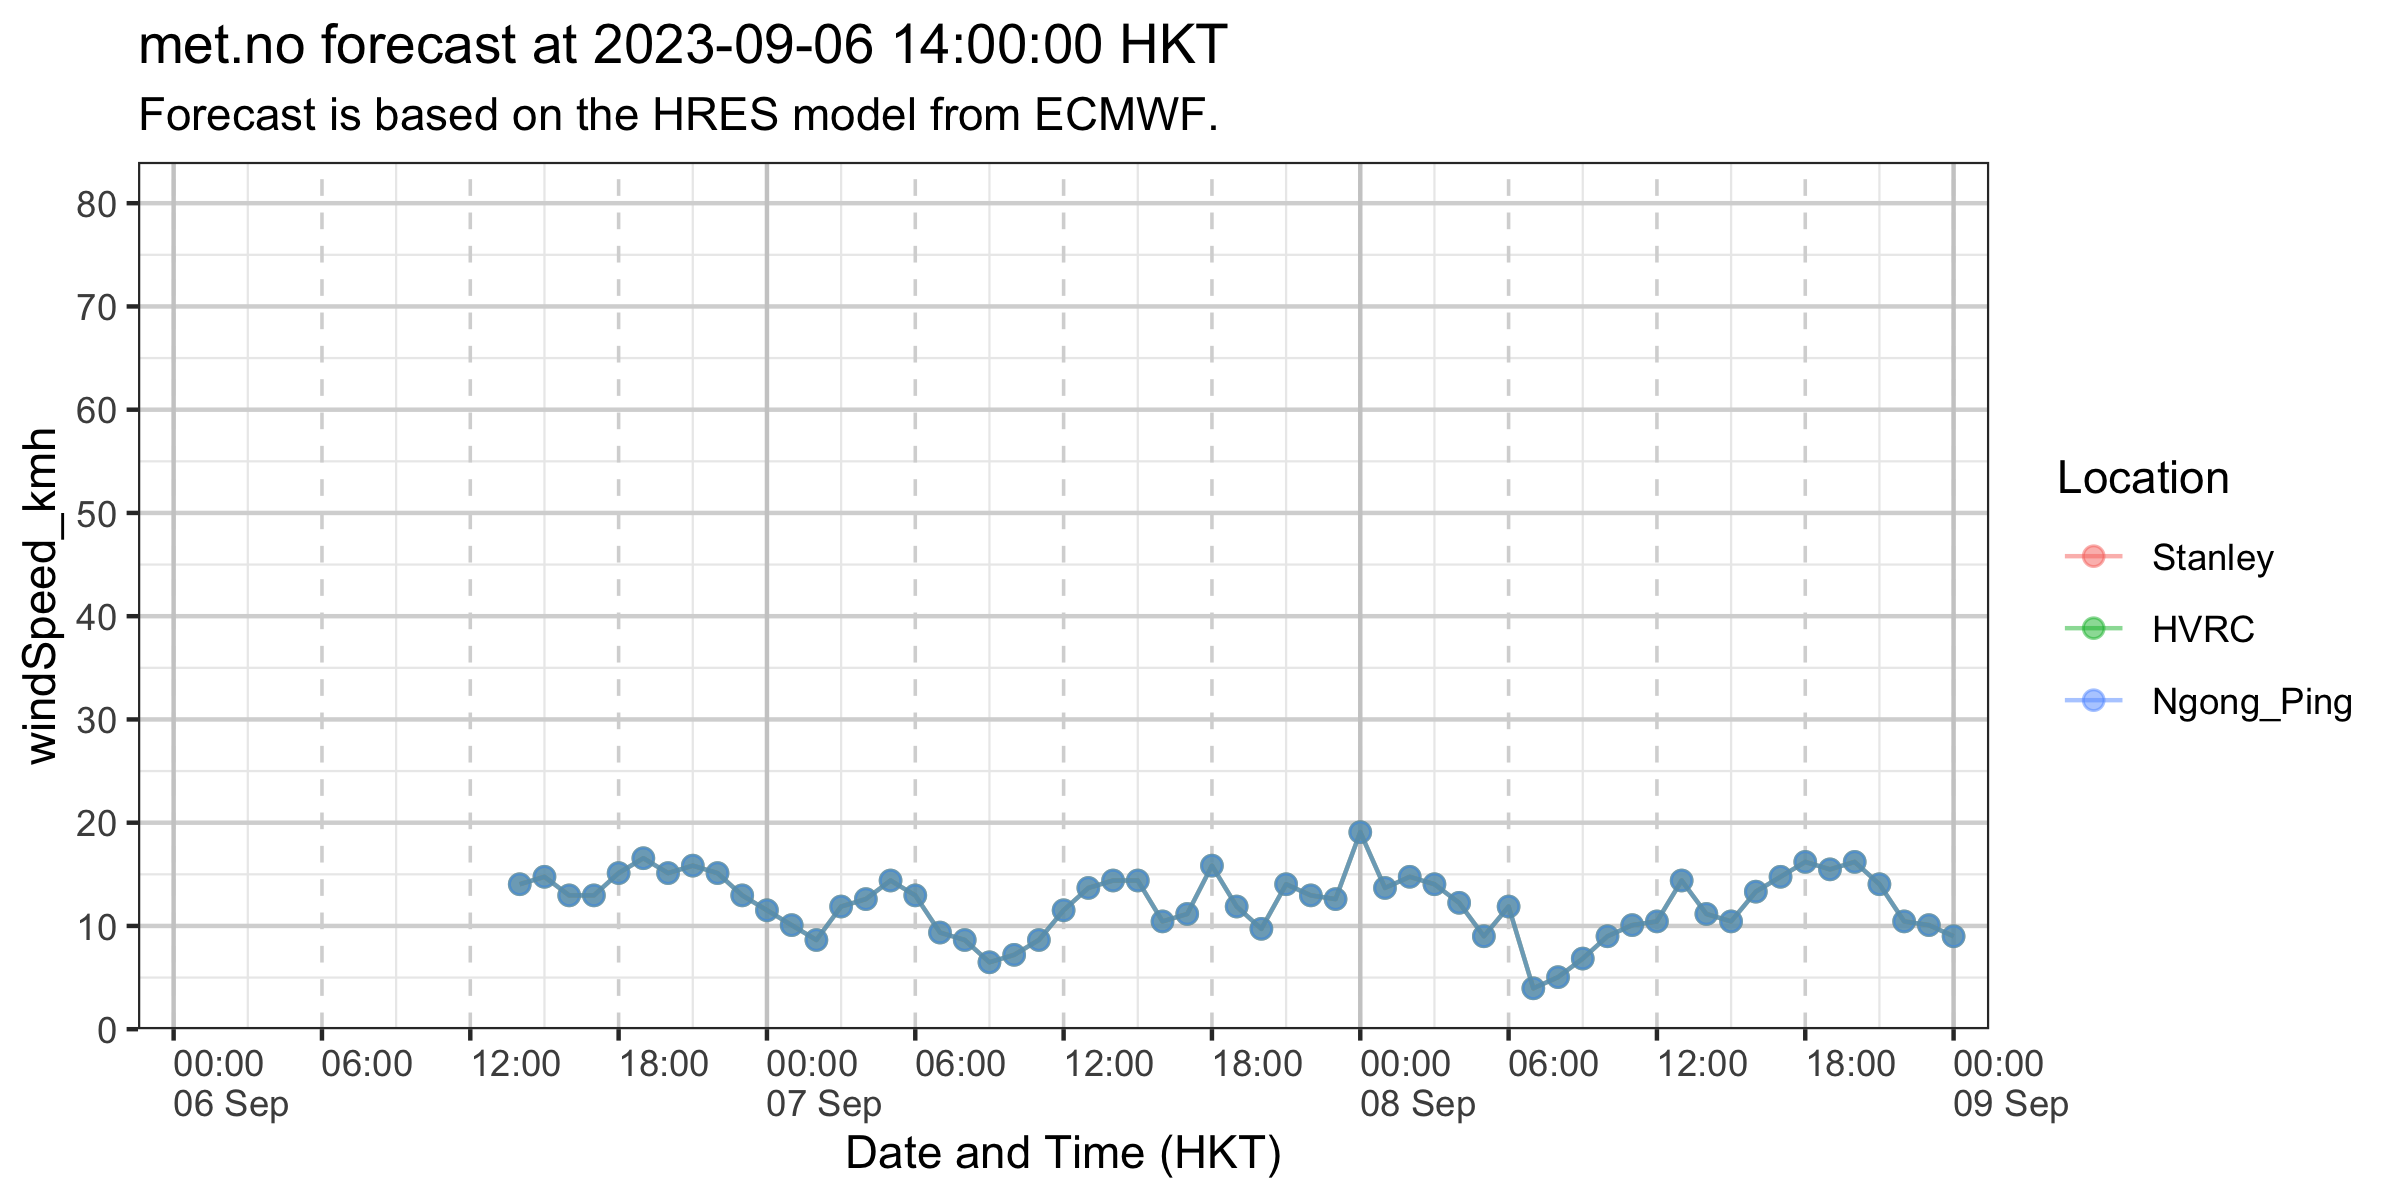 met.no forecast at 2023-09-06 14:00:00 HKT
Forecast is based on the HRES model from ECMWF.
windSpeed_kmh
80
70
60
50
40
30
20
10
0
00:00 06:00 12:00 18:00 00:00 06:00 12:00 18:00 00:00 06:00 12:00 18:00 00:00
06 Sep 07 Sep 08 Sep 09 Sep
Date and Time (HKT)
Location
Stanley
HVRC
Ngong_Ping